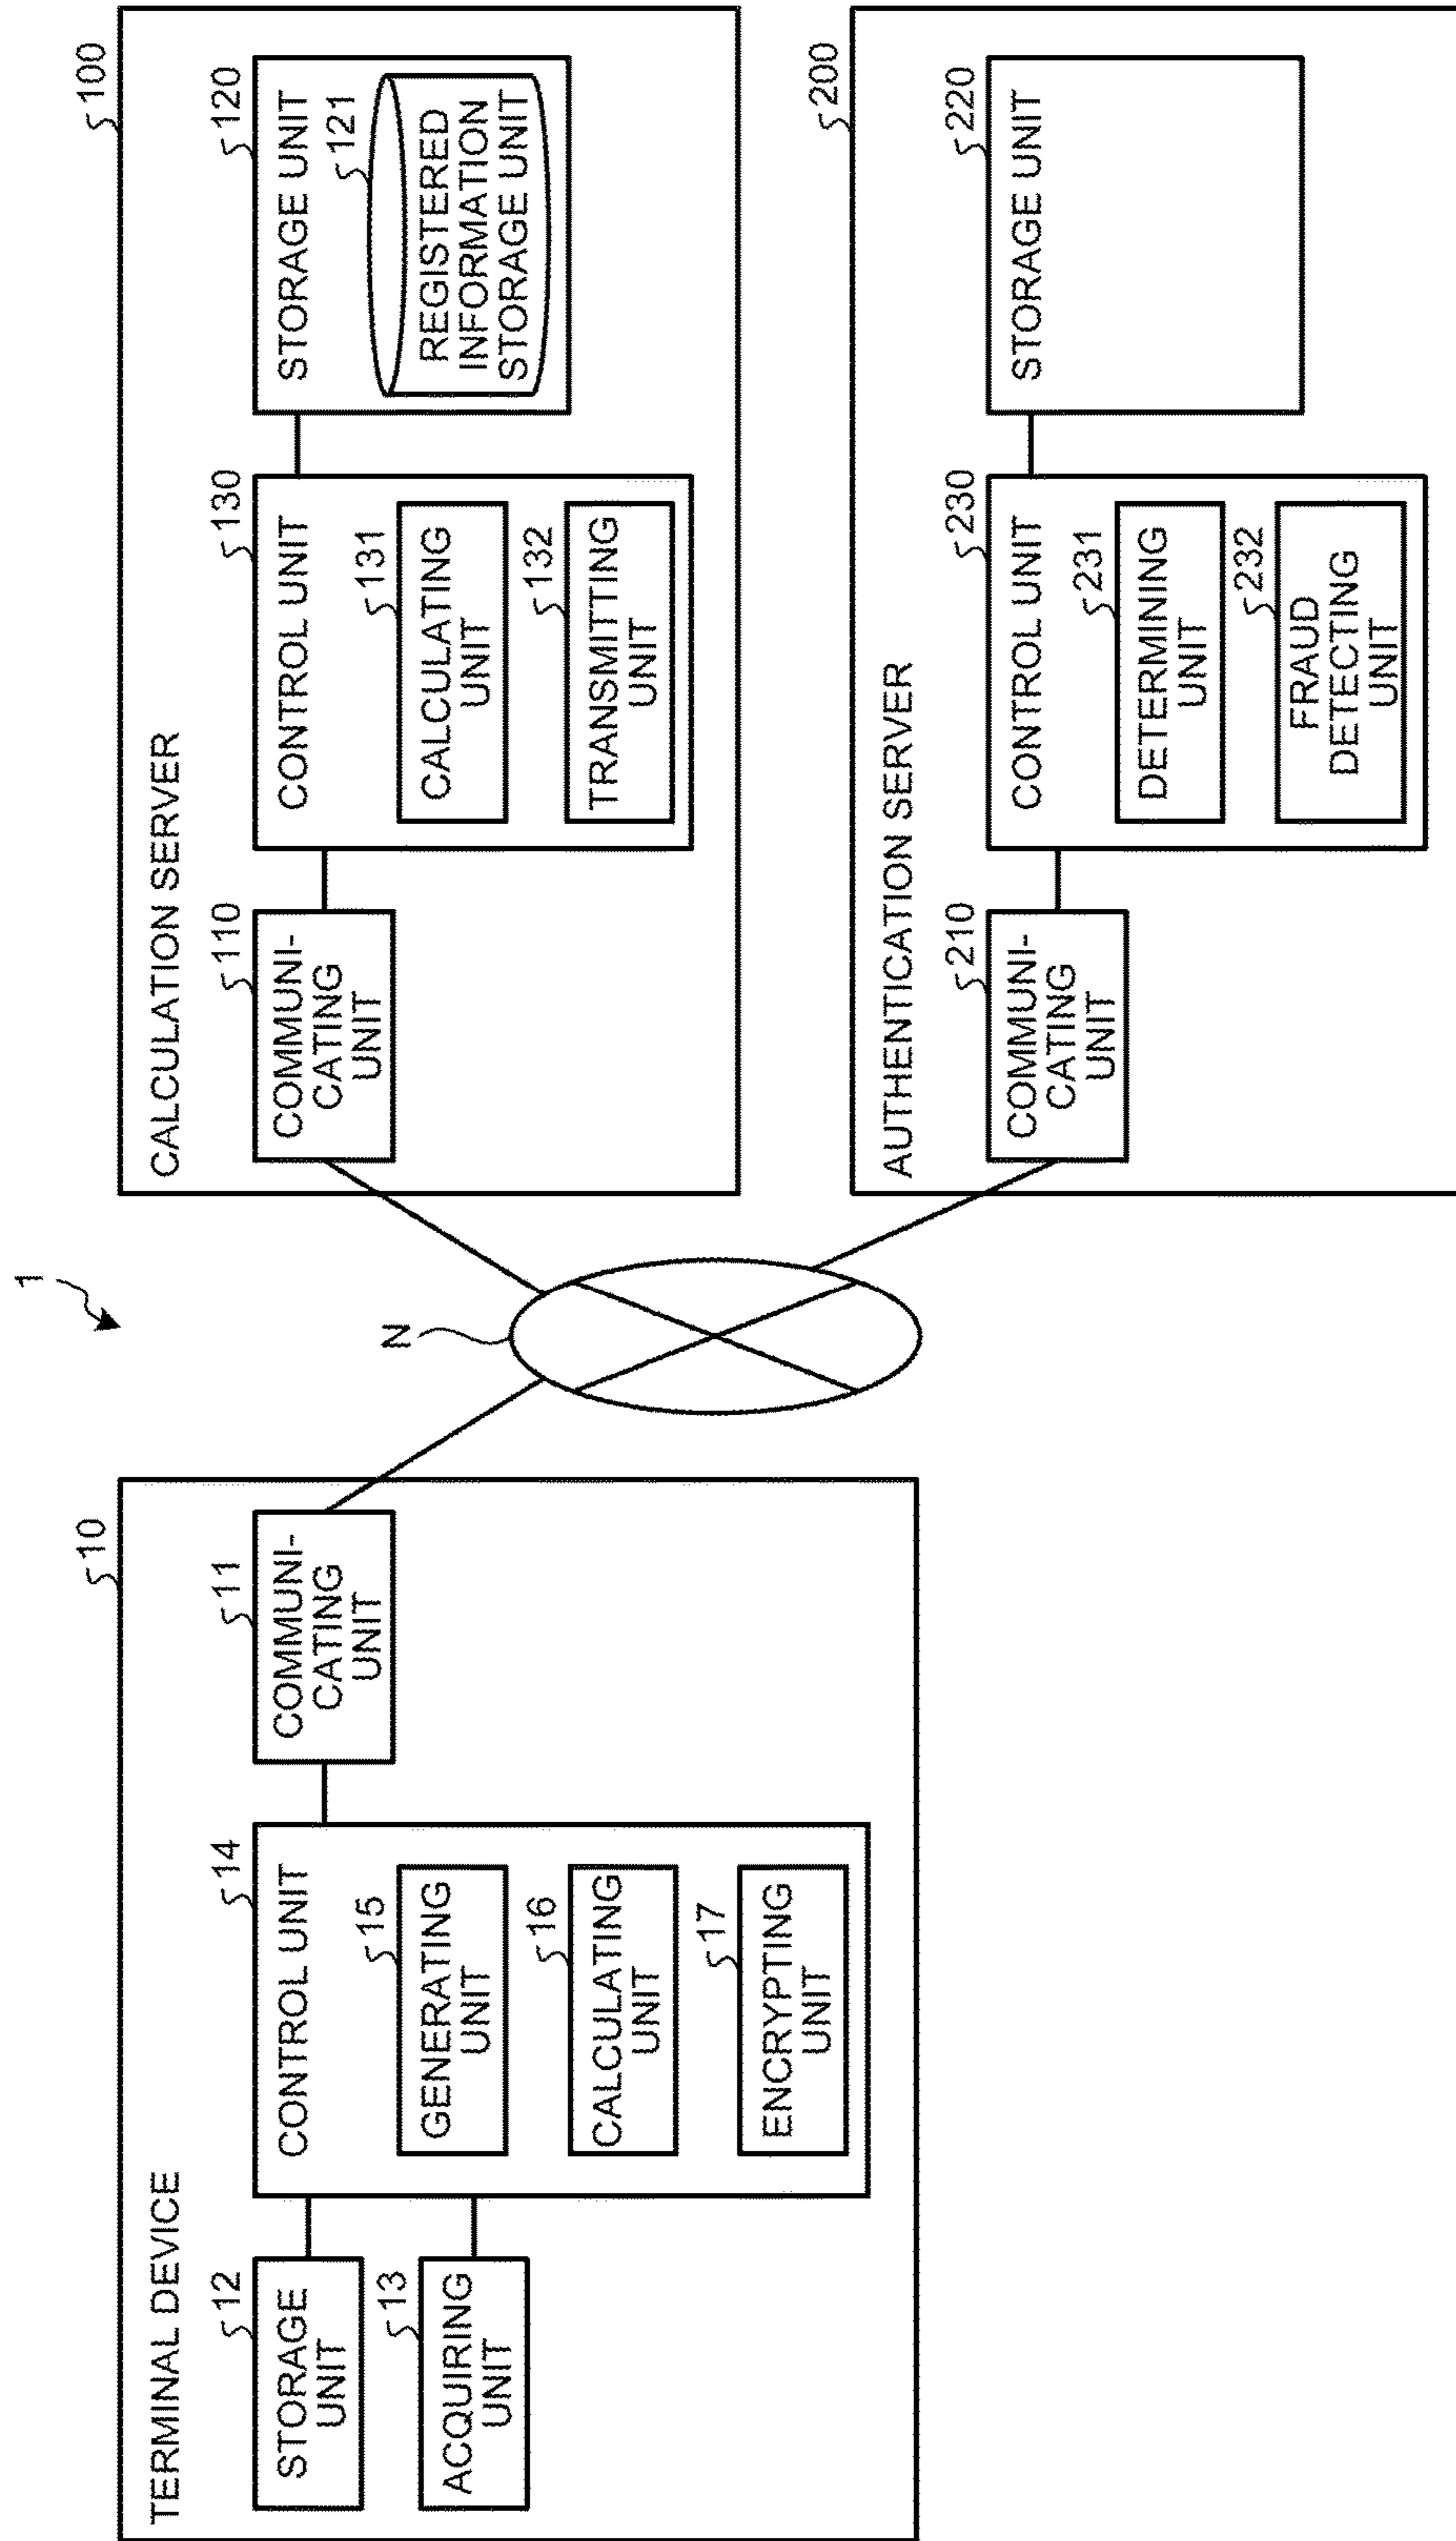 1
10
TERMINAL DEVICE
12
STORAGE
UNIT
13
ACQUIRING
UNIT
14
CONTROL UNIT
15
GENERATING
UNIT
16
CALCULATING
UNIT
17
ENCRYPTING
UNIT
11
COMMUNI-
CATING
UNIT
N
100
CALCULATION SERVER
110
COMMUNI-
CATING
UNIT
130
CONTROL UNIT
131
CALCULATING
UNIT
132
TRANSMITTING
UNIT
120
STORAGE UNIT
121
REGISTERED
INFORMATION
STORAGE UNIT
200
AUTHENTICATION SERVER
210
COMMUNI-
CATING
UNIT
230
CONTROL UNIT
231
DETERMINING
UNIT
232
FRAUD
DETECTING
UNIT
220
STORAGE UNIT